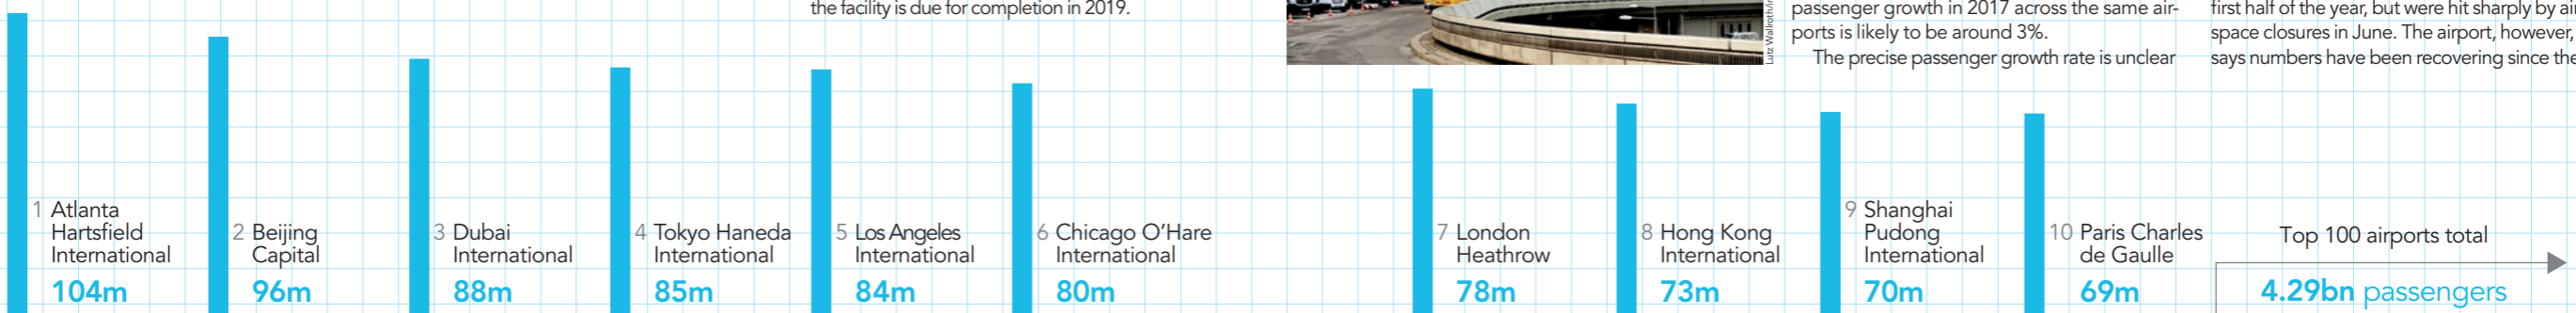 the facility is due for completion in 2019.
passenger growth in 2017 across the same air-
ports is likely to be around 3%.
The precise passenger growth rate is unclear
first half of the year, but were hit sharply by
space closures in June. The airport, however,
says numbers have been recovering since
Lutz Wallroth/
1 Atlanta
Hartsfield
International
104m
2 Beijing
Capital
96m
3 Dubai
International
88m
4 Tokyo Haneda
International
85m
5 Los Angeles
International
84m
6 Chicago O’Hare
International
80m
7 London
Heathrow
78m
8 Hong Kong
International
73m
9 Shanghai
Pudong
International
70m
10 Paris Charles
de Gaulle
69m
Top 100 airports total
4.29bn passengers